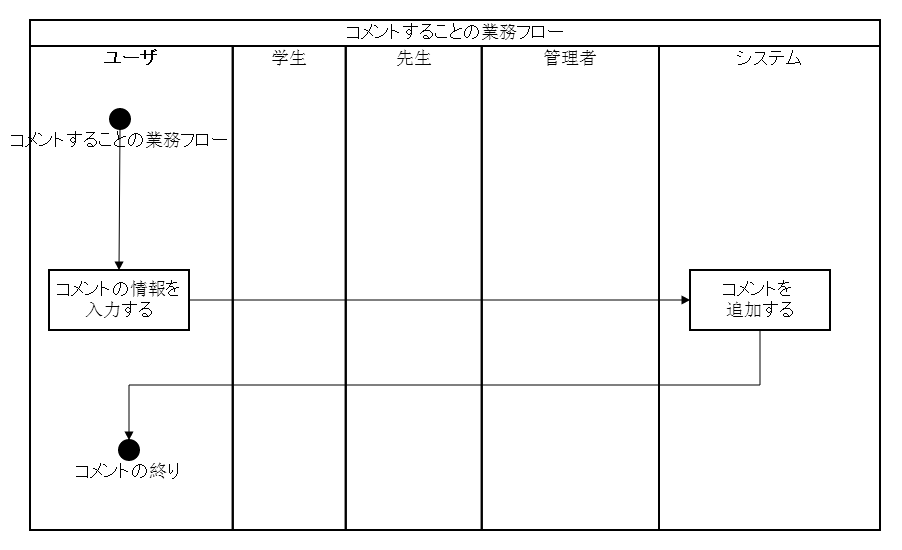 コメントすることの業務フロー
ユーザ
学生
先生
管理者
システム
コメントすることの業務フロー
コメントの情報を
入力する
コメントを
追加する
コメントの終り